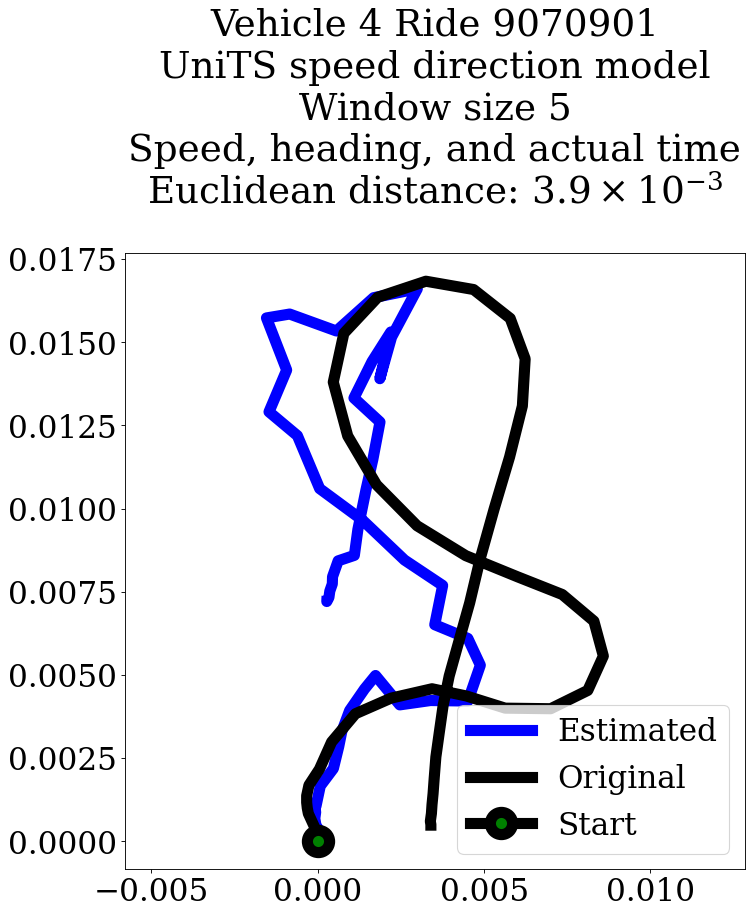 Vehicle 4 Ride 9070901
UniTS speed direction model
Window size 5
Speed, heading, and actual time
Euclidean distance: 3.9 × 10⁻³
0.0175
0.0150
0.0125
0.0100
0.0075
0.0050
0.0025
0.0000
−0.005 0.000 0.005 0.010
Estimated
Original
Start